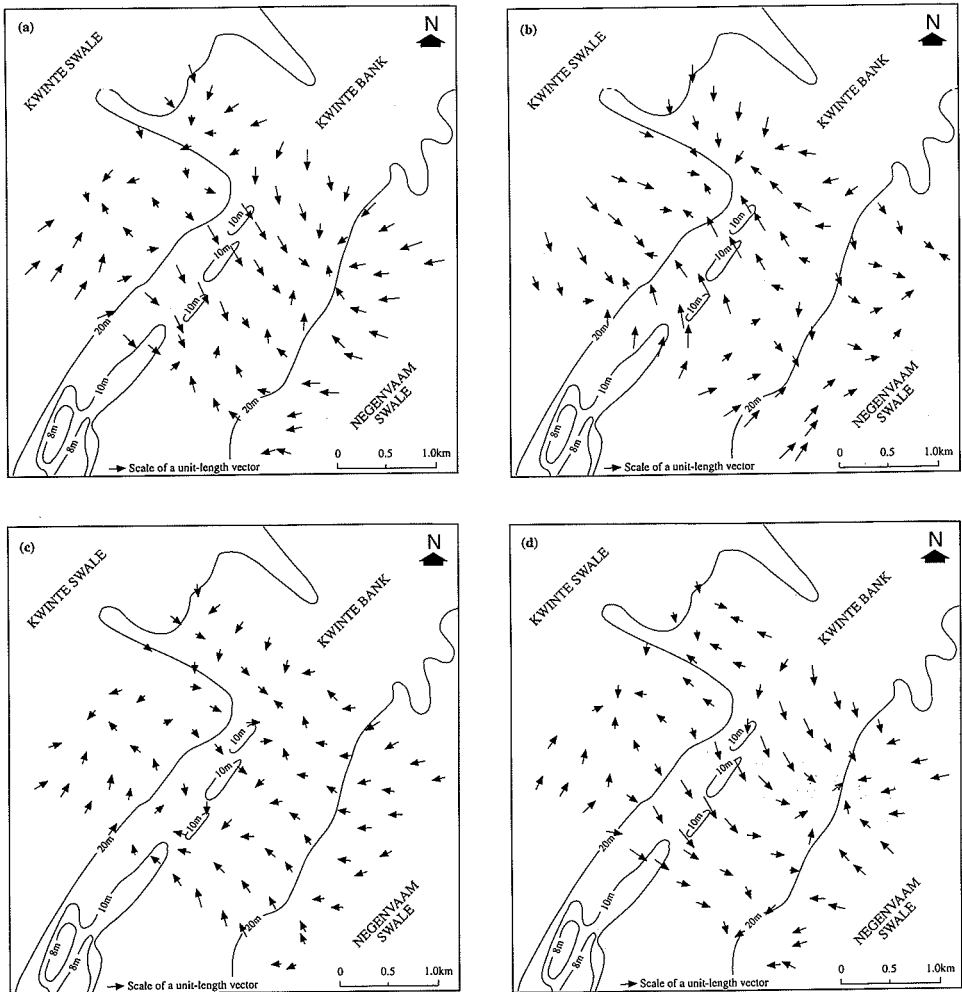 (a)
N
KWINTE SWALE
KWINTE BANK
10m
10m
10m
20m
10m
8m
8m
20m
NEGENVAAM
SWALE
Scale of a unit-length vector
0 0.5 1.0km
(b)
N
KWINTE SWALE
KWINTE BANK
10m
10m
10m
20m
10m
8m
8m
20m
NEGENVAAM
SWALE
Scale of a unit-length vector
0 0.5 1.0km
(c)
N
KWINTE SWALE
KWINTE BANK
10m
10m
10m
20m
10m
8m
8m
20m
NEGENVAAM
SWALE
Scale of a unit-length vector
0 0.5 1.0km
(d)
N
KWINTE SWALE
KWINTE BANK
10m
10m
10m
20m
10m
8m
8m
20m
NEGENVAAM
SWALE
Scale of a unit-length vector
0 0.5 1.0km